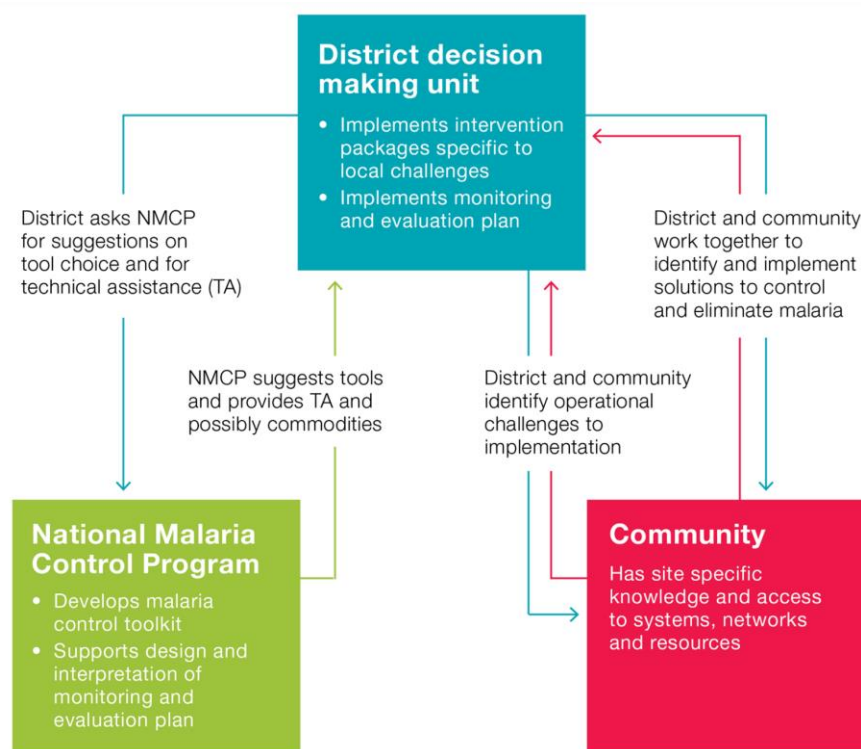 District decision
making unit
• Implements intervention
packages specific to
local challenges
• Implements monitoring
and evaluation plan
District asks NMCP
for suggestions on
tool choice and for
technical assistance (TA)
District and community
work together to
identify and implement
solutions to control
and eliminate malaria
NMCP suggests tools
and provides TA and
possibly commodities
District and community
identify operational
challenges to
implementation
National Malaria
Control Program
• Develops malaria
control toolkit
• Supports design and
interpretation of
monitoring and
evaluation plan
Community
Has site specific
knowledge and access
to systems, networks
and resources